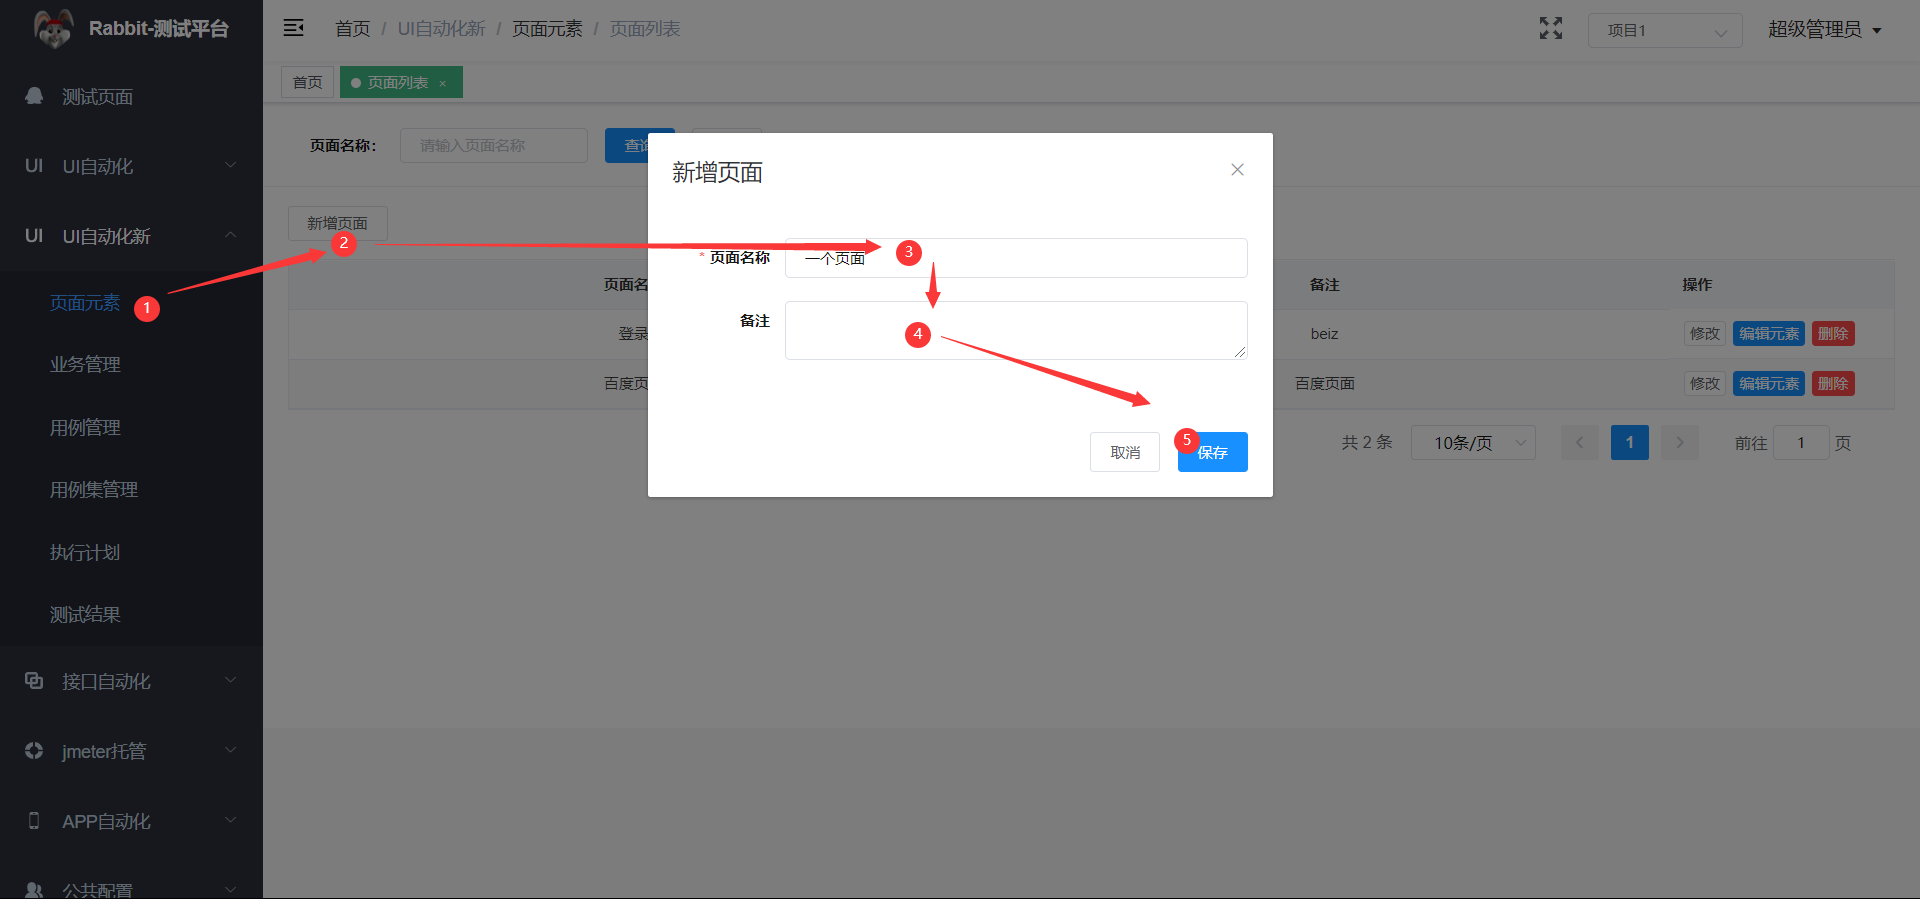 Rabbit-测试平台
测试页面
UI UI自动化
UI UI自动化新
页面元素
1
业务管理
用例管理
用例集管理
执行计划
测试结果
接口自动化
jmeter托管
APP自动化
公共配置
首页 / UI自动化新 / 页面元素 / 页面列表
项目1
超级管理员
首页
页面列表 ×
页面名称：
请输入页面名称
新增页面
2
页面名
备注
操作
登录
beiz
修改 编辑元素 删除
百度页
百度页面
修改 编辑元素 删除
共 2 条
10条/页
1
前往 1 页
新增页面
* 页面名称
一个页面
3
备注
4
取消
5
保存